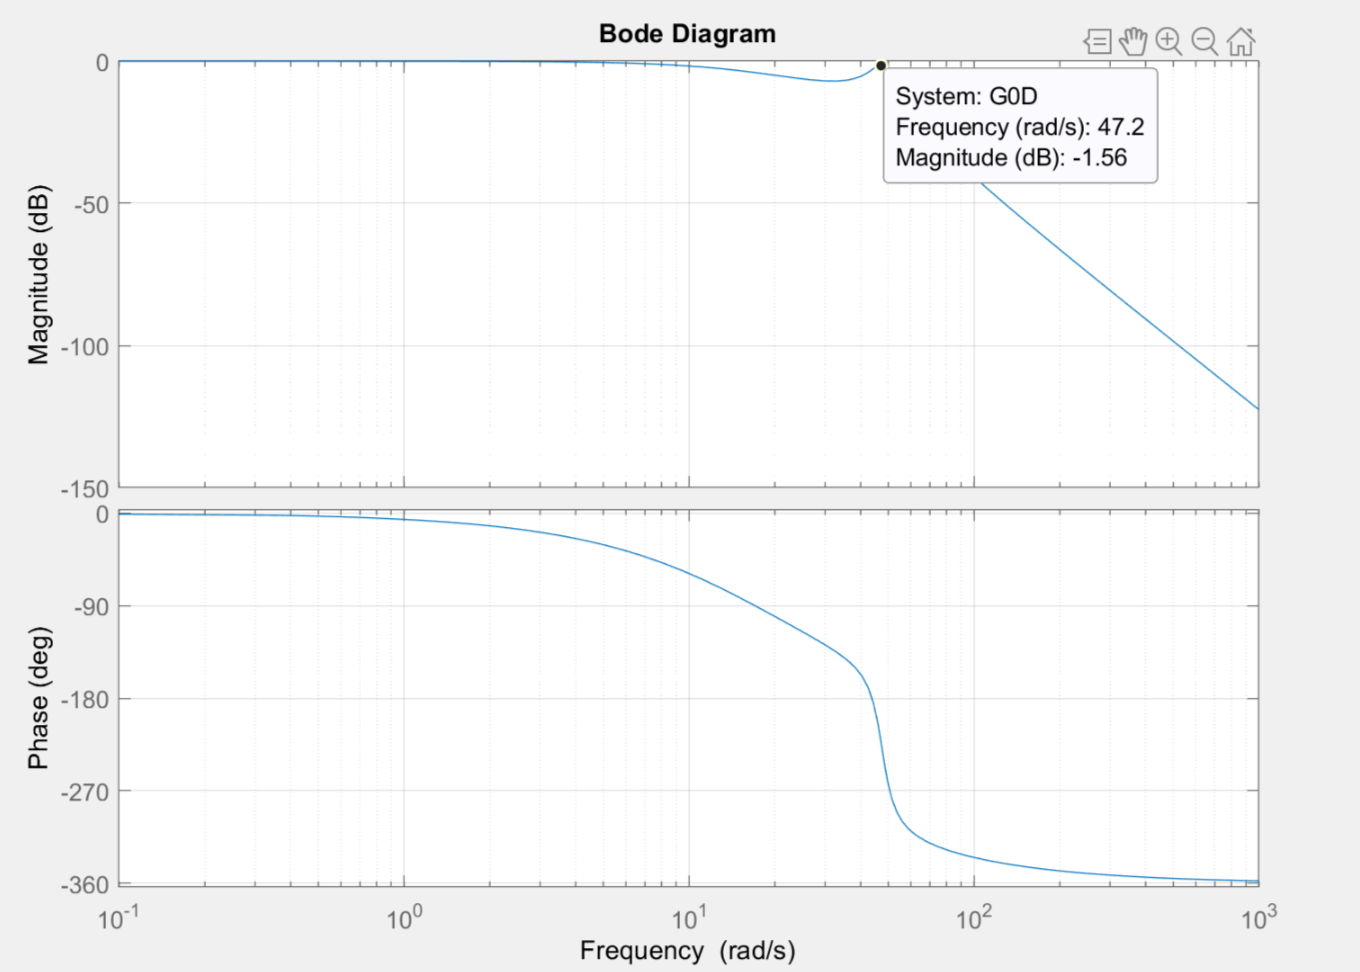 Bode Diagram
0
System: G0D
Frequency (rad/s): 47.2
Magnitude (dB): -1.56
-50
-100
-150
Magnitude (dB)
0
-90
-180
-270
-360
Phase (deg)
10^-1
10^0
10^1
10^2
10^3
Frequency (rad/s)